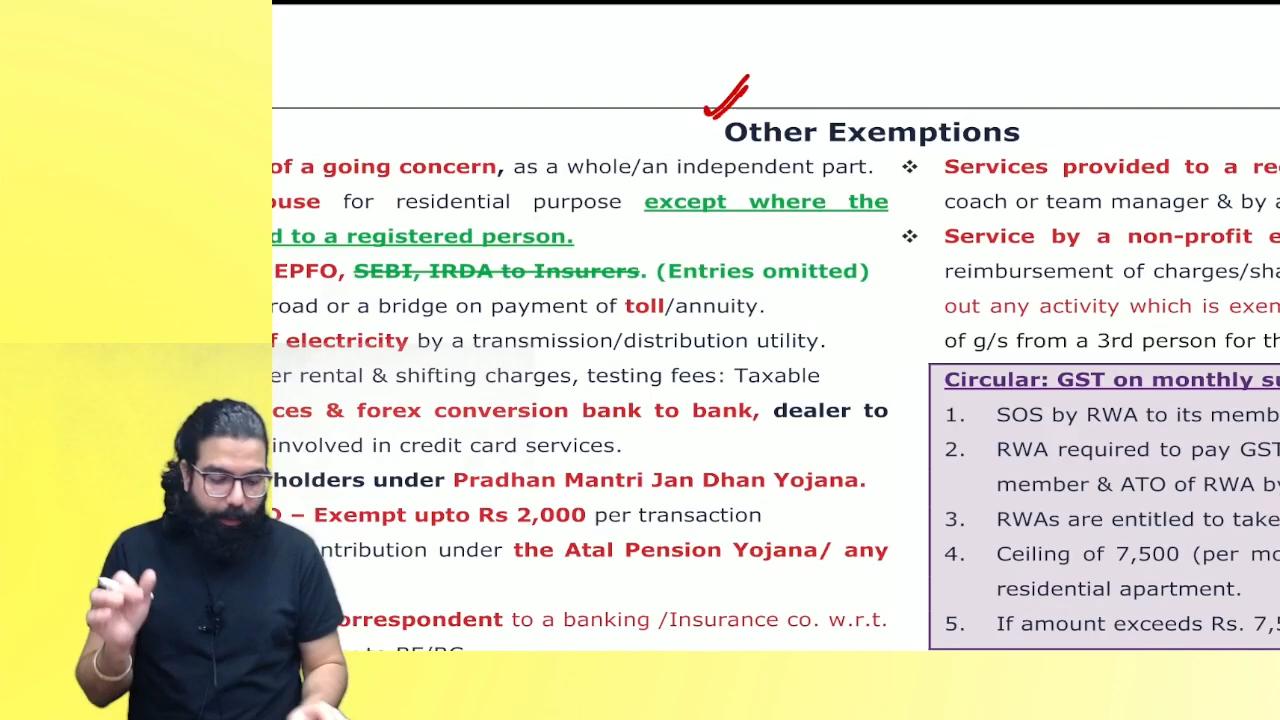 Other Exemptions
of a going concern, as a whole/an independent part.
ouse for residential purpose except where the
d to a registered person.
EPFO, SEBI, IRDA to Insurers. (Entries omitted)
road or a bridge on payment of toll/annuity.
f electricity by a transmission/distribution utility.
er rental & shifting charges, testing fees: Taxable
ces & forex conversion bank to bank, dealer to
involved in credit card services.
holders under Pradhan Mantri Jan Dhan Yojana.
– Exempt upto Rs 2,000 per transaction
ntribution under the Atal Pension Yojana/ any
orrespondent to a banking /Insurance co. w.r.t.
❖ Services provided to a rec
coach or team manager & by a
❖ Service by a non-profit e
reimbursement of charges/sha
out any activity which is exem
of g/s from a 3rd person for th
Circular: GST on monthly su
1. SOS by RWA to its memb
2. RWA required to pay GST
member & ATO of RWA by
3. RWAs are entitled to take
4. Ceiling of 7,500 (per mo
residential apartment.
5. If amount exceeds Rs. 7,5